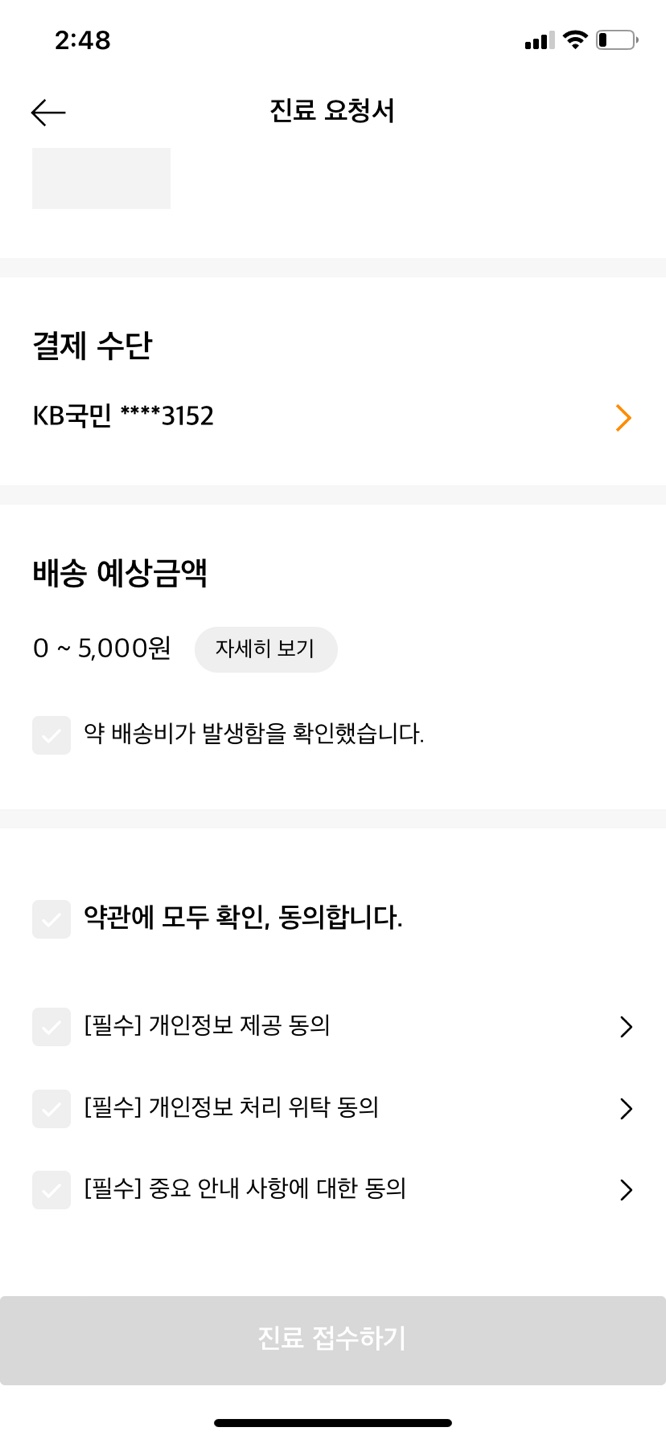 2:48
진료 요청서
결제 수단
KB국민 ****3152
배송 예상금액
0 ~ 5,000원 자세히 보기
약 배송비가 발생함을 확인했습니다.
약관에 모두 확인, 동의합니다.
[필수] 개인정보 제공 동의
[필수] 개인정보 처리 위탁 동의
[필수] 중요 안내 사항에 대한 동의
진료 접수하기